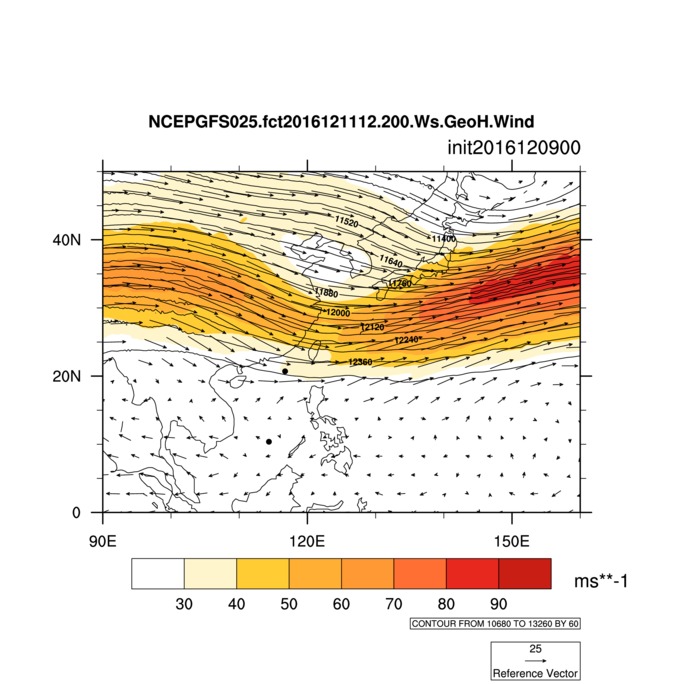 NCEPGFS025.fct2016121112.200.Ws.GeoH.Wind
init2016120900
11520
40N
11400
11640
11760
11880
12000
12120
12240
12360
20N
0
90E 120E 150E
ms**-1
30 40 50 60 70 80 90
CONTOUR FROM 10680 TO 13260 BY 60
25
Reference Vector